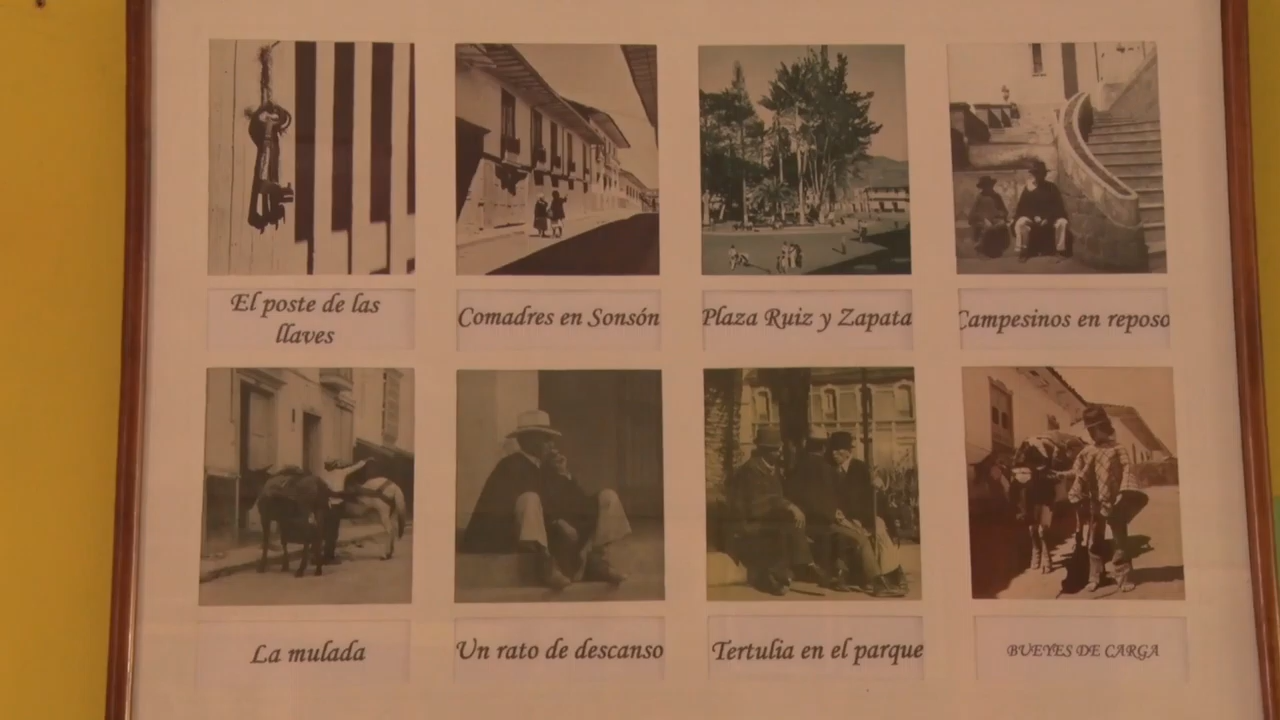 El poste de las
llaves
Comadres en Sonsón
Plaza Ruiz y Zapata
Campesinos en reposo
La mulada
Un rato de descanso
Tertulia en el parque
BUEYES DE CARGA